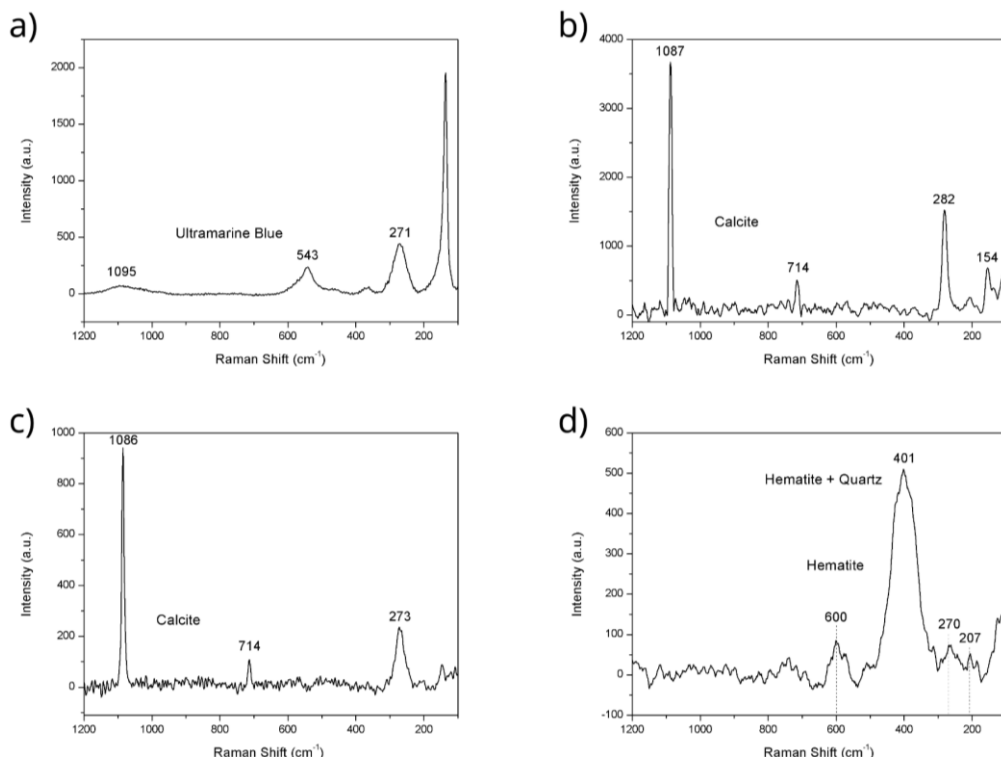 a)
2000
1500
1000
500
0
Intensity (a.u.)
Ultramarine Blue
1095
543
271
1200 1000 800 600 400 200
Raman Shift (cm-1)
b)
4000
3000
2000
1000
0
Intensity (a.u.)
1087
Calcite
714
282
154
1200 1000 800 600 400 200
Raman Shift (cm-1)
c)
1000
800
600
400
200
0
Intensity (a.u.)
1086
Calcite
714
273
1200 1000 800 600 400 200
Raman Shift (cm-1)
d)
600
500
400
300
200
100
0
-100
Intensity (a.u.)
401
Hematite + Quartz
Hematite
600
270
207
1200 1000 800 600 400 200
Raman Shift (cm-1)